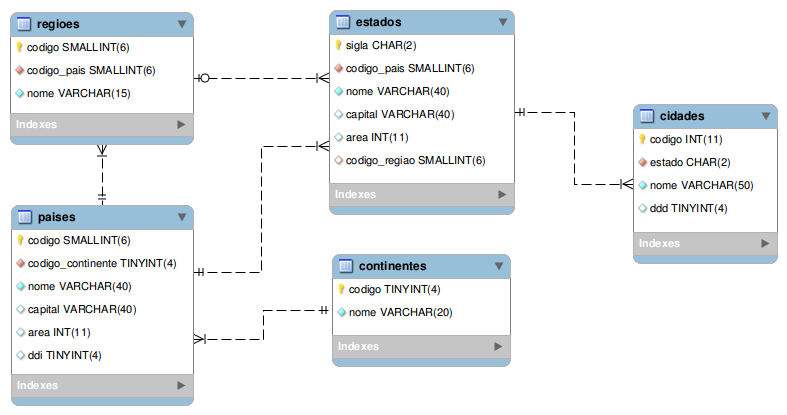 regioes
codigo SMALLINT(6)
codigo_pais SMALLINT(6)
nome VARCHAR(15)
Indexes
estados
sigla CHAR(2)
codigo_pais SMALLINT(6)
nome VARCHAR(40)
capital VARCHAR(40)
area INT(11)
codigo_regiao SMALLINT(6)
Indexes
cidades
codigo INT(11)
estado CHAR(2)
nome VARCHAR(50)
ddd TINYINT(4)
Indexes
paises
codigo SMALLINT(6)
codigo_continente TINYINT(4)
nome VARCHAR(40)
capital VARCHAR(40)
area INT(11)
ddi TINYINT(4)
Indexes
continentes
codigo TINYINT(4)
nome VARCHAR(20)
Indexes